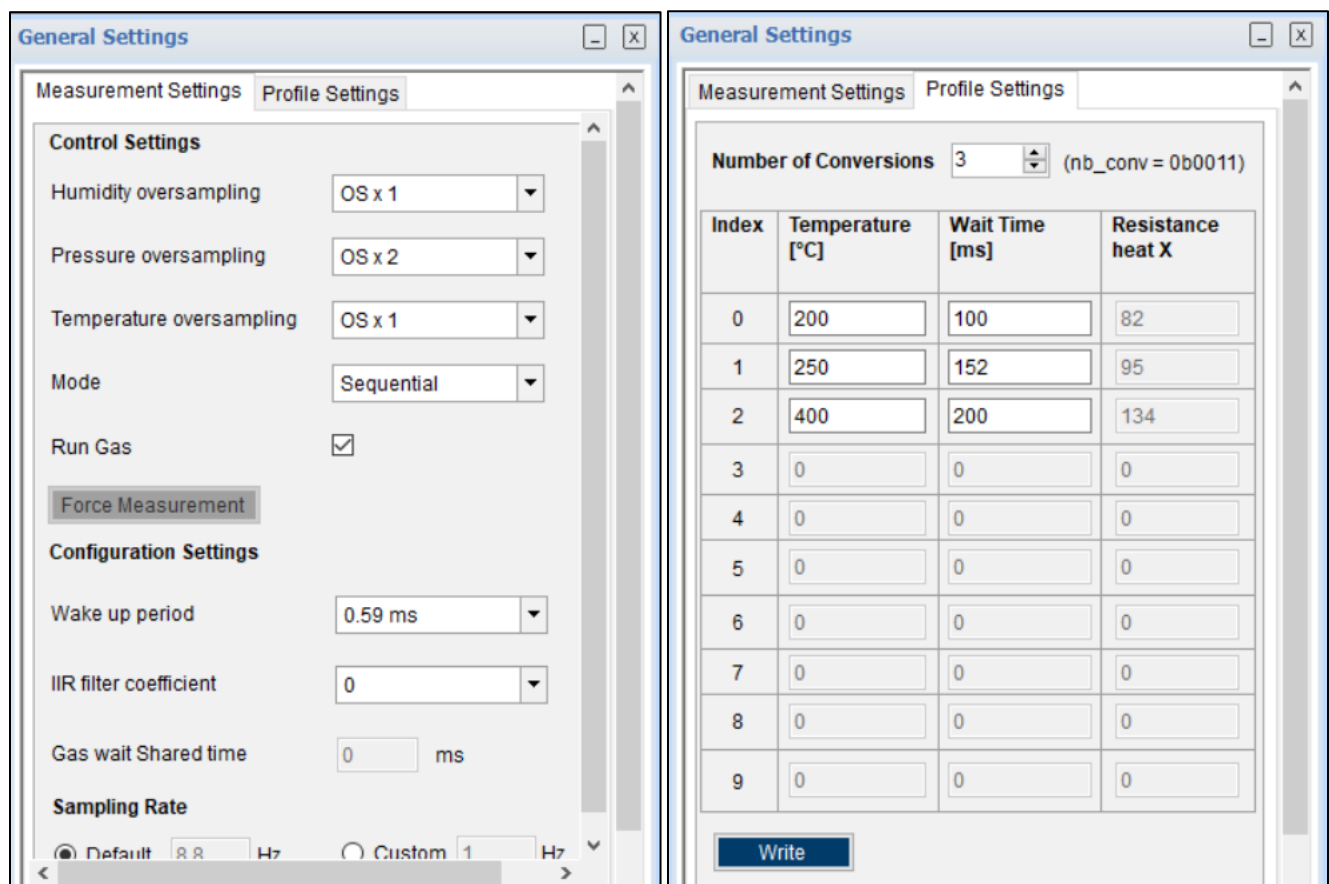 General Settings
_ X
Measurement Settings Profile Settings
Control Settings
Humidity oversampling OS x 1
Pressure oversampling OS x 2
Temperature oversampling OS x 1
Mode Sequential
Run Gas
Force Measurement
Configuration Settings
Wake up period 0.59 ms
IIR filter coefficient 0
Gas wait Shared time 0 ms
Sampling Rate
Default 8.8 Hz Custom 1 Hz
General Settings
_ X
Measurement Settings Profile Settings
Number of Conversions 3 (nb_conv = 0b0011)
Index Temperature Wait Time Resistance
[°C] [ms] heat X
0 200 100 82
1 250 152 95
2 400 200 134
3 0 0 0
4 0 0 0
5 0 0 0
6 0 0 0
7 0 0 0
8 0 0 0
9 0 0 0
Write